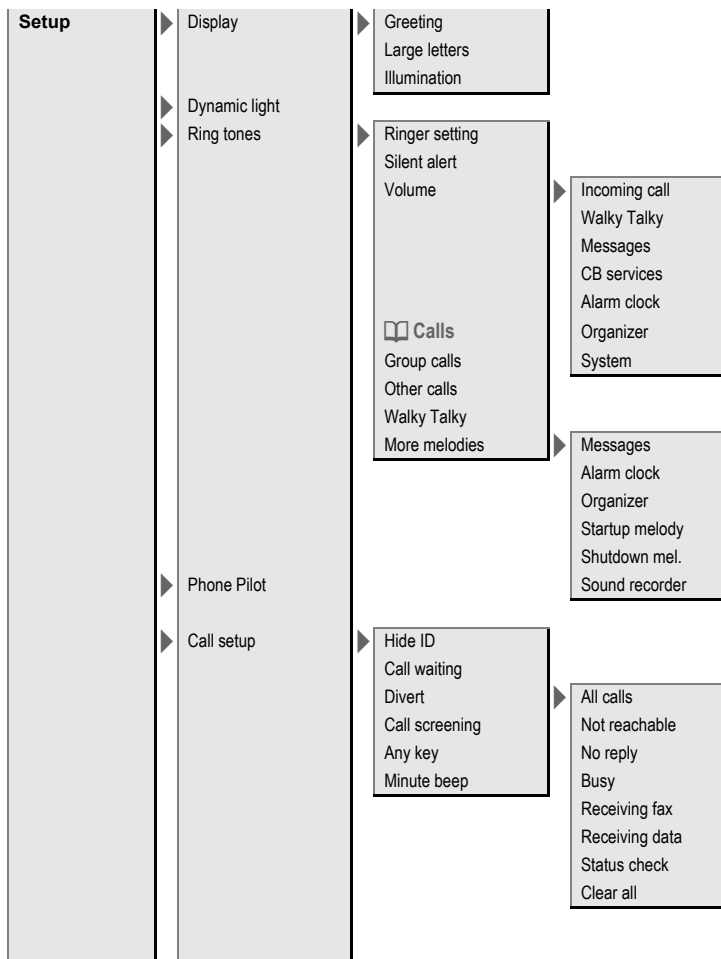 Setup
Display
Greeting
Large letters
Illumination
Dynamic light
Ring tones
Ringer setting
Silent alert
Volume
Incoming call
Walky Talky
Messages
CB services
Alarm clock
Organizer
System
Calls
Group calls
Other calls
Walky Talky
More melodies
Messages
Alarm clock
Organizer
Startup melody
Shutdown mel.
Sound recorder
Phone Pilot
Call setup
Hide ID
Call waiting
Divert
All calls
Not reachable
No reply
Busy
Receiving fax
Receiving data
Status check
Clear all
Call screening
Any key
Minute beep